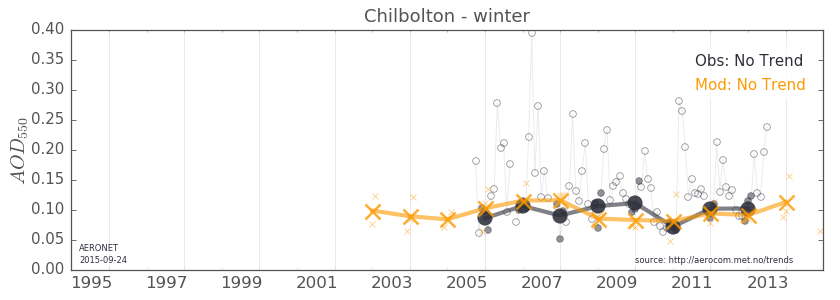 Chilbolton - winter
0.40
0.35
0.30
0.25
0.20
0.15
0.10
0.05
0.00
AOD550
Obs: No Trend
Mod: No Trend
AERONET
2015-09-24
source: http://aerocom.met.no/trends
1995 1997 1999 2001 2003 2005 2007 2009 2011 2013